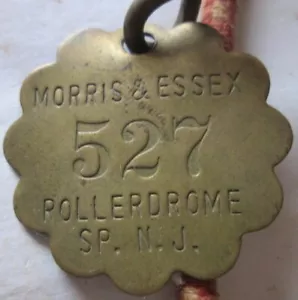 MORRIS & ESSEX
527
POLLERDROME
SP. N. J.